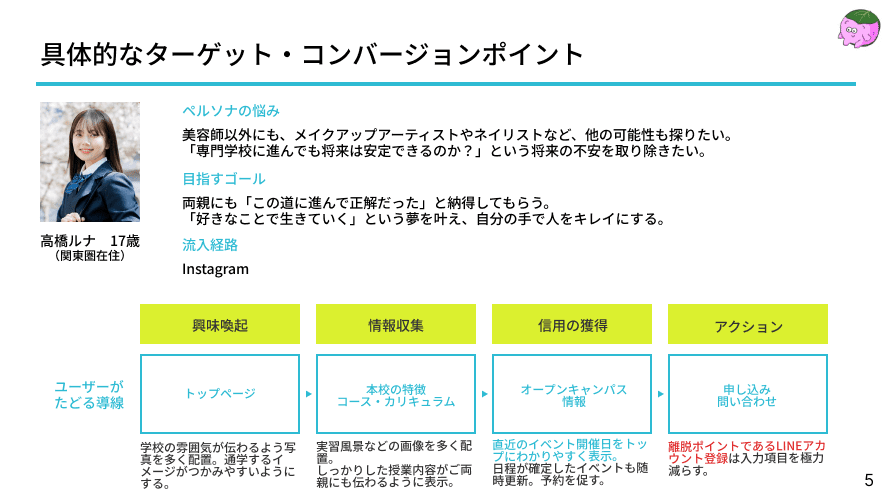 具体的なターゲット・コンバージョンポイント
ペルソナの悩み
美容師以外にも、メイクアップアーティストやネイリストなど、他の可能性も探りたい。
「専門学校に進んでも将来は安定できるのか？」という将来の不安を取り除きたい。
目指すゴール
両親にも「この道に進んで正解だった」と納得してもらう。
「好きなことで生きていく」という夢を叶え、自分の手で人をキレイにする。
高橋ルナ　17歳
（関東圏在住）
流入経路
Instagram
興味喚起
情報収集
信用の獲得
アクション
ユーザーが
たどる導線
トップページ
本校の特徴
コース・カリキュラム
オープンキャンパス
情報
申し込み
問い合わせ
学校の雰囲気が伝わるよう写
真を多く配置。通学するイ
メージがつかみやすいように
する。
実習風景などの画像を多く配
置。
しっかりした授業内容がご両
親にも伝わるように表示。
直近のイベント開催日をトッ
プにわかりやすく表示。
日程が確定したイベントも随
時更新。予約を促す。
離脱ポイントであるLINEアカ
ウント登録は入力項目を極力
減らす。
5